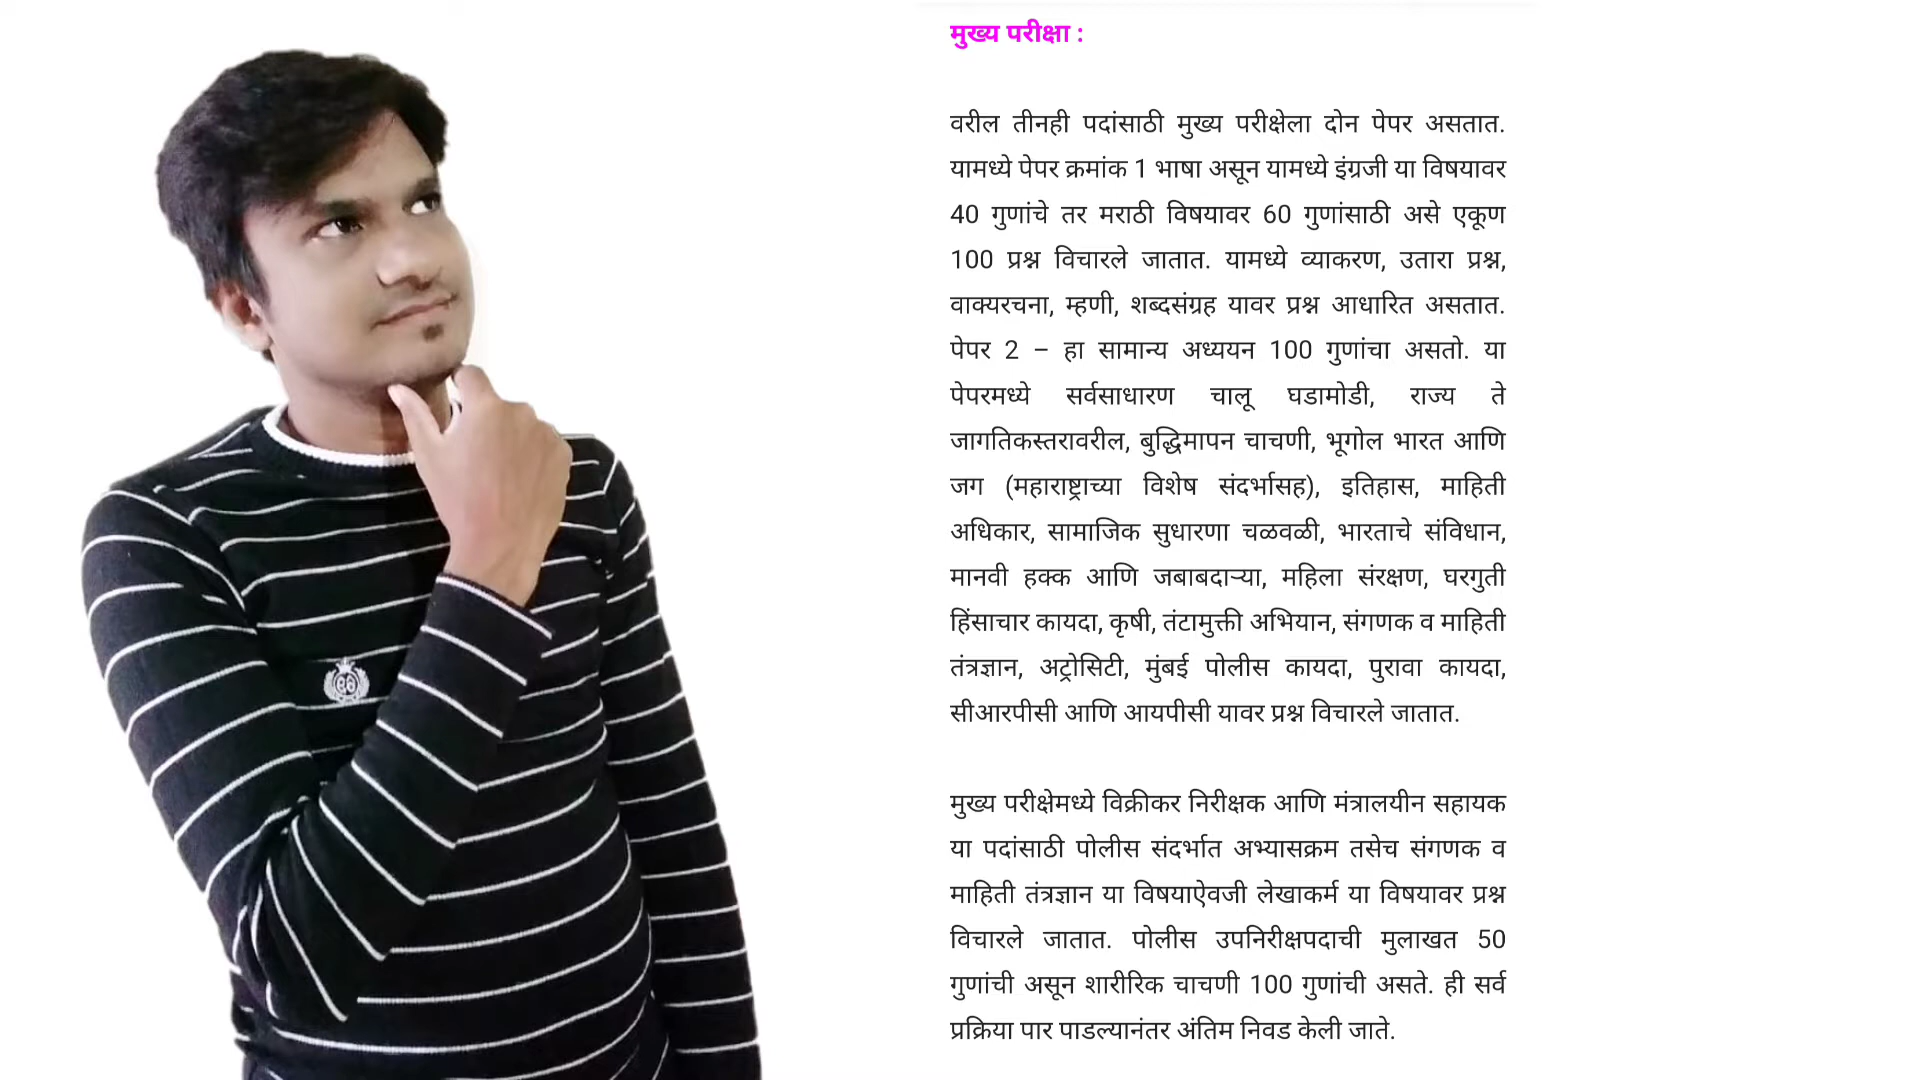 मुख्य परीक्षा :
वरील तीनही पदांसाठी मुख्य परीक्षेला दोन पेपर असतात.
यामध्ये पेपर क्रमांक 1 भाषा असून यामध्ये इंग्रजी या विषयावर
40 गुणांचे तर मराठी विषयावर 60 गुणांसाठी असे एकूण
100 प्रश्न विचारले जातात. यामध्ये व्याकरण, उतारा प्रश्न,
वाक्यरचना, म्हणी, शब्दसंग्रह यावर प्रश्न आधारित असतात.
पेपर 2 – हा सामान्य अध्ययन 100 गुणांचा असतो. या
पेपरमध्ये सर्वसाधारण चालू घडामोडी, राज्य ते
जागतिकस्तरावरील, बुद्धिमापन चाचणी, भूगोल भारत आणि
जग (महाराष्ट्राच्या विशेष संदर्भासह), इतिहास, माहिती
अधिकार, सामाजिक सुधारणा चळवळी, भारताचे संविधान,
मानवी हक्क आणि जबाबदाऱ्या, महिला संरक्षण, घरगुती
हिंसाचार कायदा, कृषी, तंटामुक्ती अभियान, संगणक व माहिती
तंत्रज्ञान, अट्रोसिटी, मुंबई पोलीस कायदा, पुरावा कायदा,
सीआरपीसी आणि आयपीसी यावर प्रश्न विचारले जातात.
मुख्य परीक्षेमध्ये विक्रीकर निरीक्षक आणि मंत्रालयीन सहायक
या पदांसाठी पोलीस संदर्भात अभ्यासक्रम तसेच संगणक व
माहिती तंत्रज्ञान या विषयाऐवजी लेखाकर्म या विषयावर प्रश्न
विचारले जातात. पोलीस उपनिरीक्षपदाची मुलाखत 50
गुणांची असून शारीरिक चाचणी 100 गुणांची असते. ही सर्व
प्रक्रिया पार पाडल्यानंतर अंतिम निवड केली जाते.